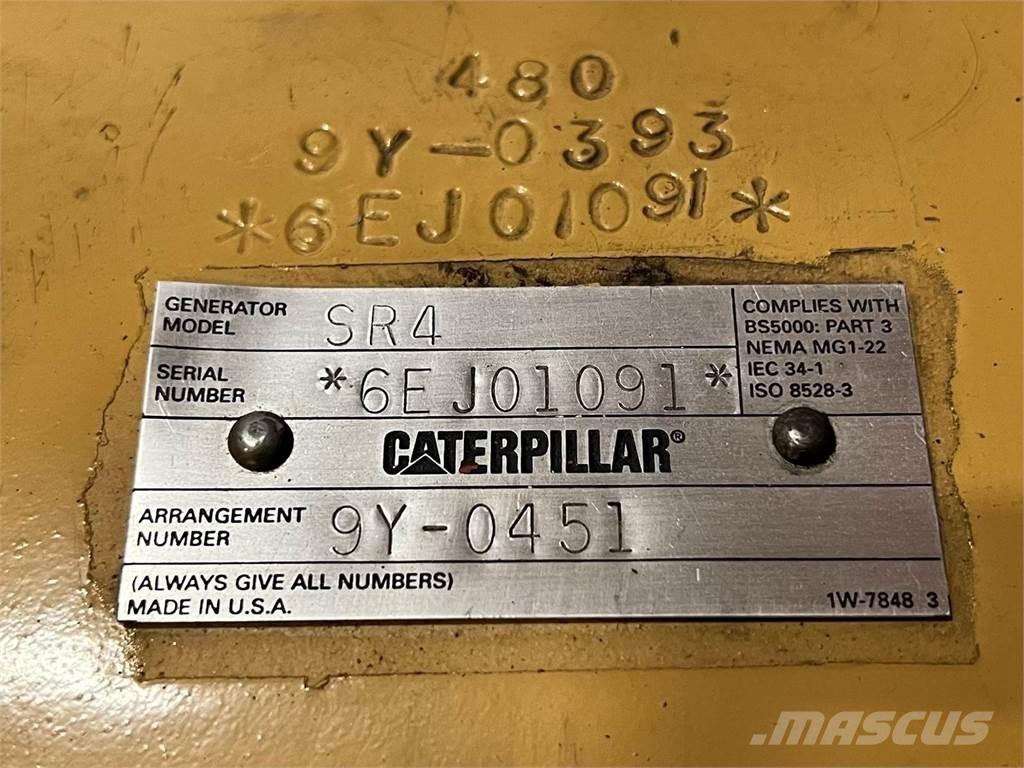 480
9Y-0393
*6EJ01091*
GENERATOR MODEL SR4
SERIAL NUMBER *6EJ01091*
COMPLIES WITH
BS5000: PART 3
NEMA MG1-22
IEC 34-1
ISO 8528-3
CATERPILLAR®
ARRANGEMENT NUMBER 9Y-0451
(ALWAYS GIVE ALL NUMBERS)
MADE IN U.S.A.
1W-7848 3
MASCUS